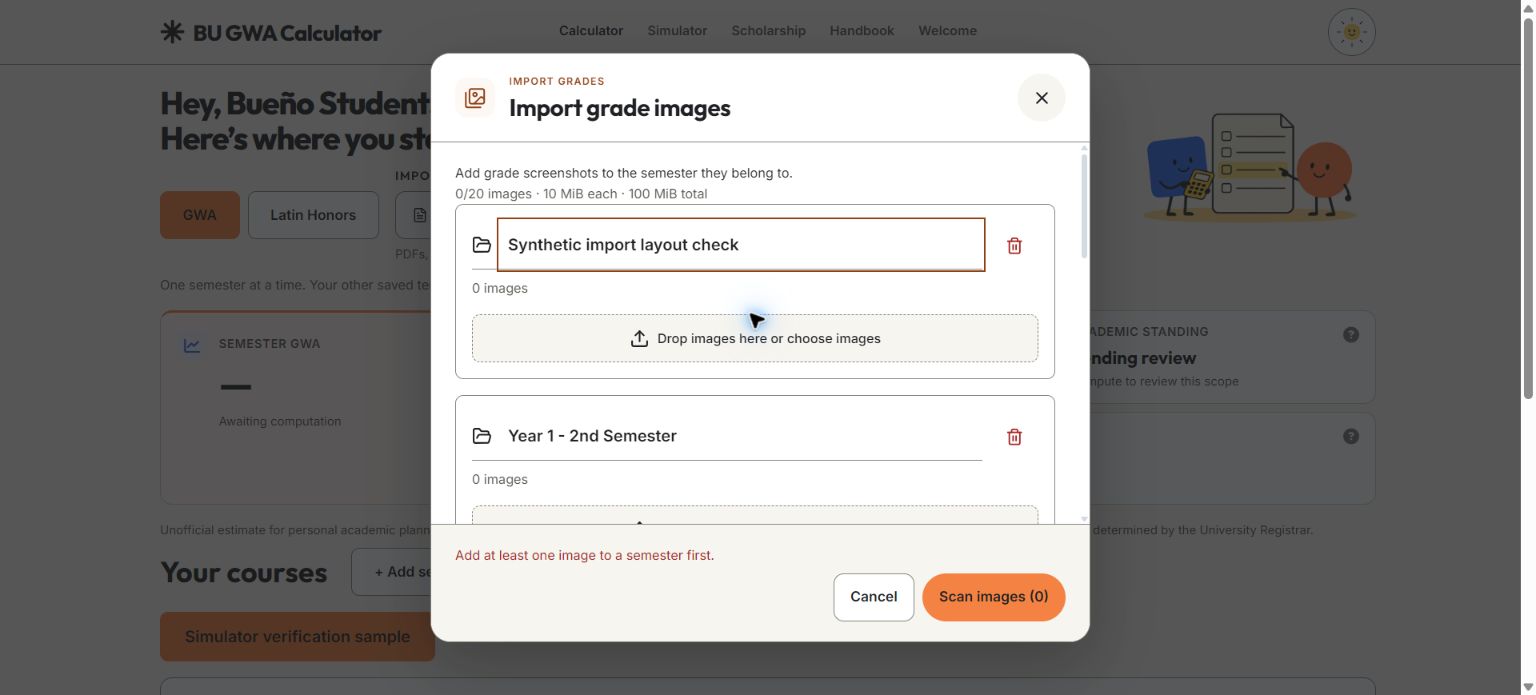 BU GWA Calculator
Calculator
Simulator
Scholarship
Handbook
Welcome
Hey, Bueño Student
Here's where you st
IMPO
GWA
Latin Honors
PDFs,
One semester at a time. Your other saved te
SEMESTER GWA
—
Awaiting computation
ADEMIC STANDING
nding review
mpute to review this scope
?
?
Unofficial estimate for personal academic plann
determined by the University Registrar.
Your courses
+ Add se
Simulator verification sample
IMPORT GRADES
Import grade images
Add grade screenshots to the semester they belong to.
0/20 images · 10 MiB each · 100 MiB total
Synthetic import layout check
0 images
Drop images here or choose images
Year 1 - 2nd Semester
0 images
Add at least one image to a semester first.
Cancel
Scan images (0)